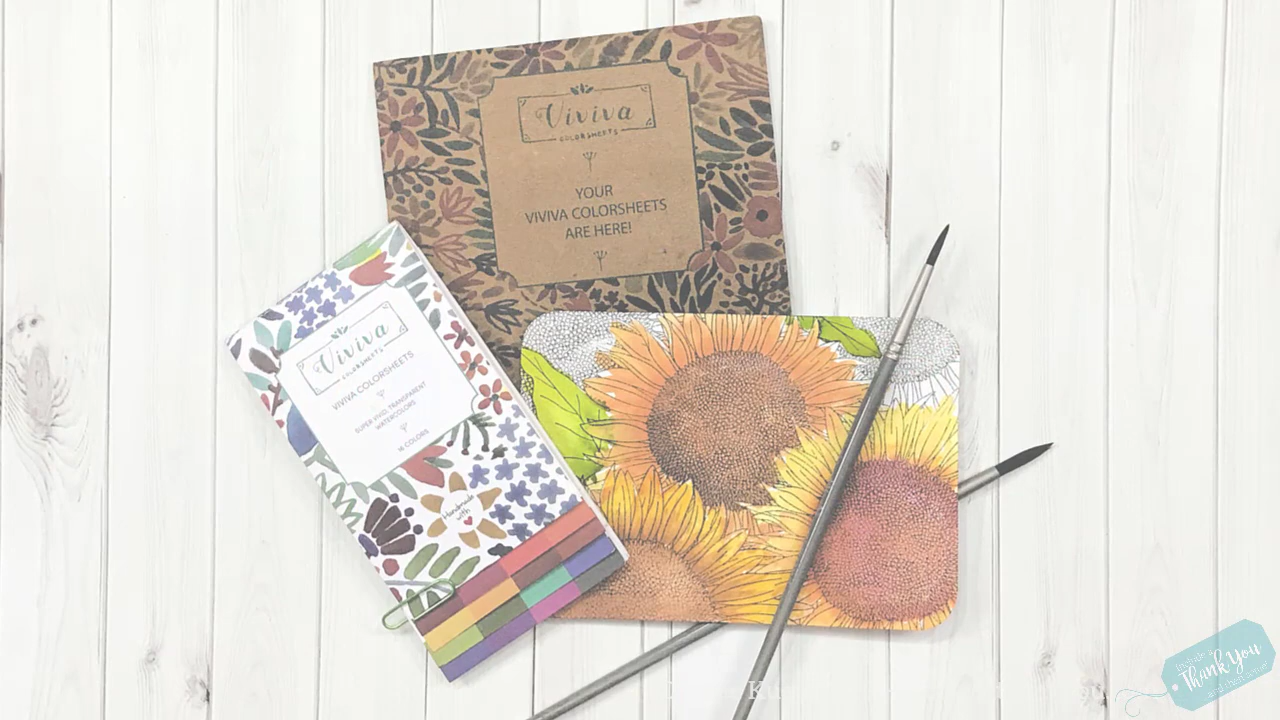 Viviva
COLORSHEETS
YOUR
VIVIVA COLORSHEETS
ARE HERE!
Viviva
COLORSHEETS
VIVIVA COLORSHEETS
SUPER VIVID, TRANSPARENT
WATERCOLORS
16 COLORS
Handmade
with
include a
Thank You